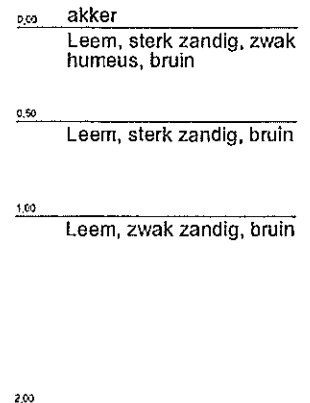 0,00 akker
Leem, sterk zandig, zwak
humeus, bruin
0,50
Leem, sterk zandig, bruin
1,00
Leem, zwak zandig, bruin
2,00